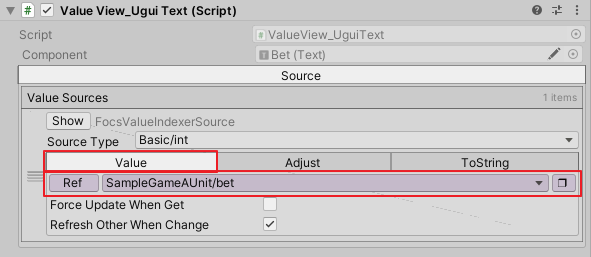 Value View_Ugui Text (Script)
Script ValueView_UguiText
Component Bet (Text)
Source
Value Sources 1 items
Show FocsValueIndexerSource
Source Type Basic/int
Value Adjust ToString
Ref SampleGameAUnit/bet
Force Update When Get
Refresh Other When Change